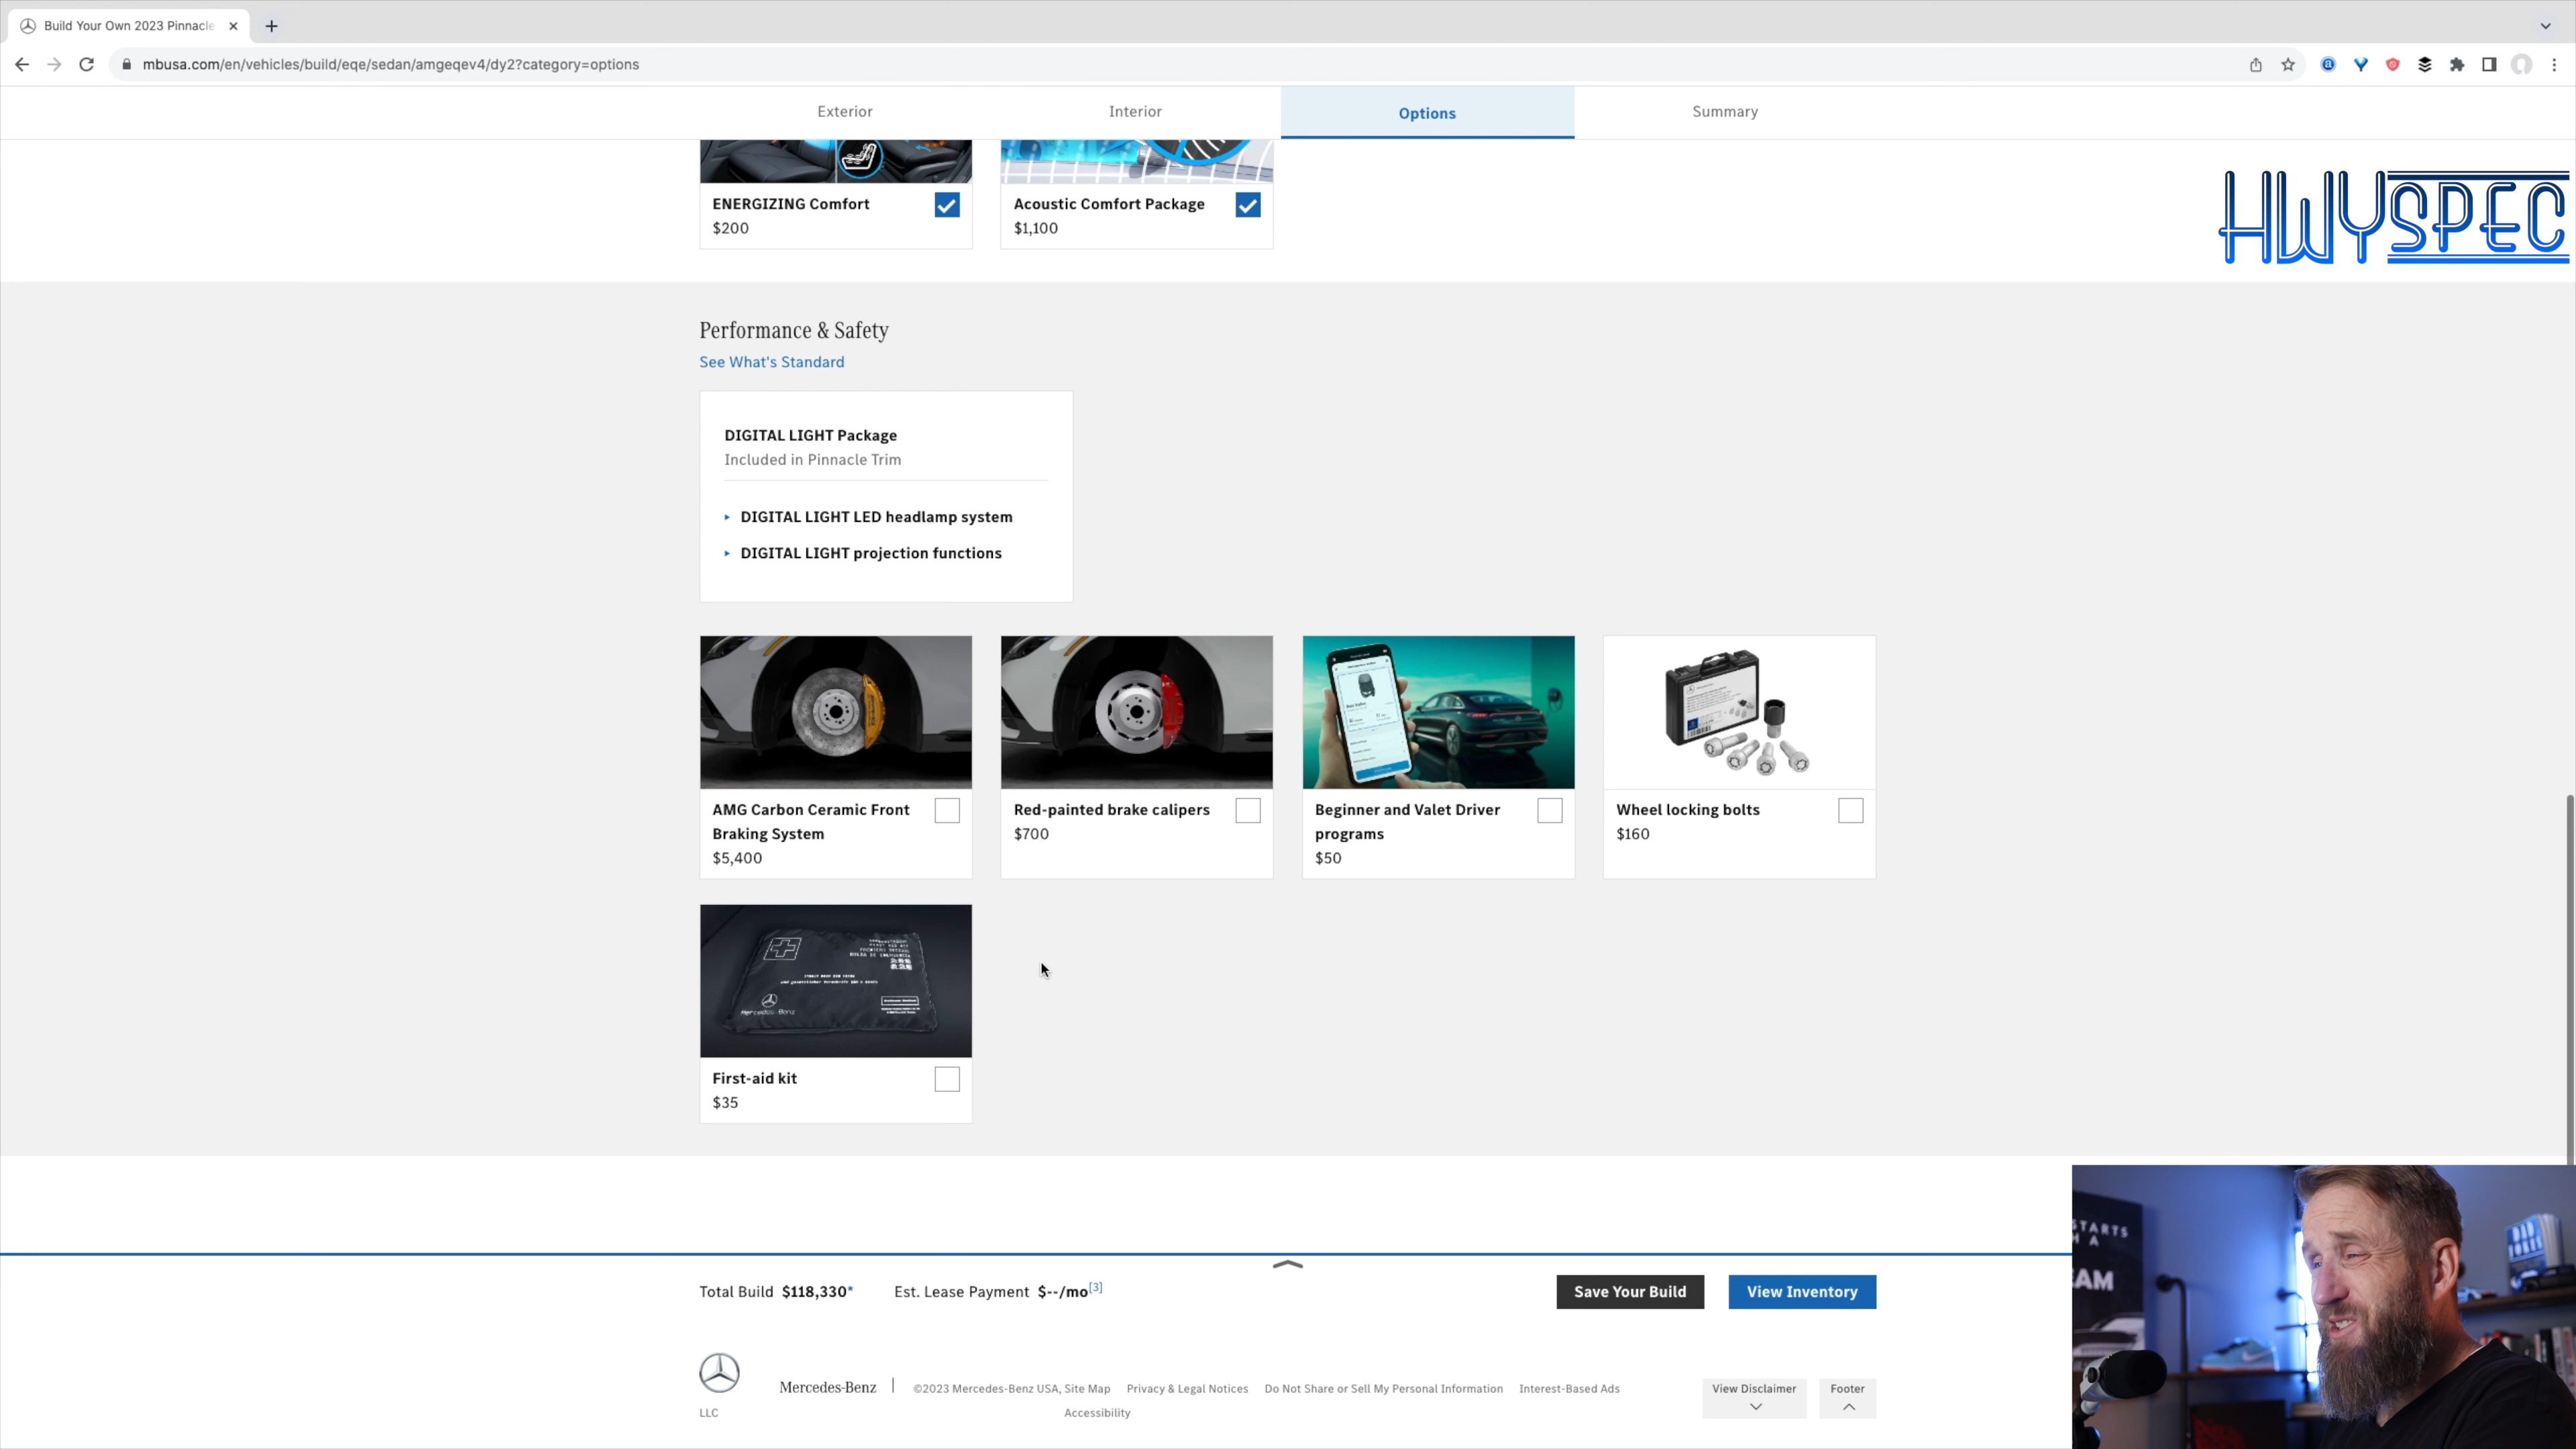 Build Your Own 2023 Pinnacle
mbusa.com/en/vehicles/build/eqe/sedan/amgeqev4/dy2?category=options
Exterior
Interior
Options
Summary
HWYSPEC
ENERGIZING Comfort
$200
Acoustic Comfort Package
$1,100
Performance & Safety
See What's Standard
DIGITAL LIGHT Package
Included in Pinnacle Trim
DIGITAL LIGHT LED headlamp system
DIGITAL LIGHT projection functions
AMG Carbon Ceramic Front
Braking System
$5,400
Red-painted brake calipers
$700
Beginner and Valet Driver
programs
$50
Wheel locking bolts
$160
Mercedes-Benz
First-aid kit
$35
Total Build $118,330*
Est. Lease Payment $--/mo[3]
Save Your Build
View Inventory
Mercedes-Benz
©2023 Mercedes-Benz USA, Site Map
Privacy & Legal Notices
Do Not Share or Sell My Personal Information
Interest-Based Ads
LLC
Accessibility
View Disclaimer
Footer
STARTS
H A
EAM